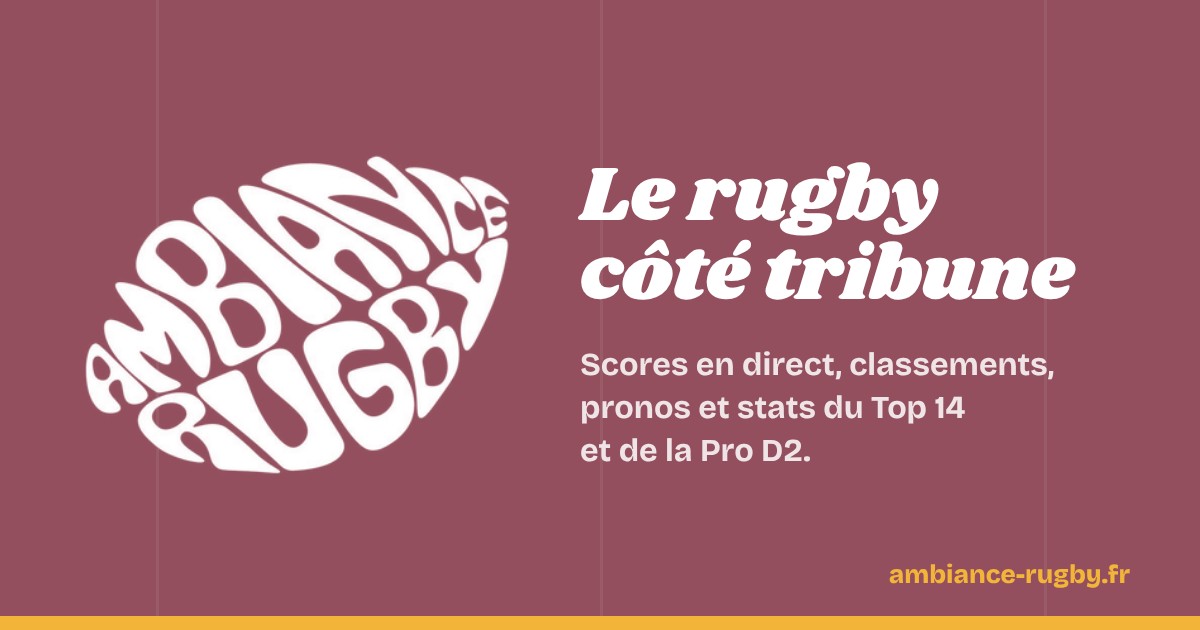 AMBIANCE
RUGBY
Le rugby
côté tribune
Scores en direct, classements,
pronos et stats du Top 14
et de la Pro D2.
ambiance-rugby.fr